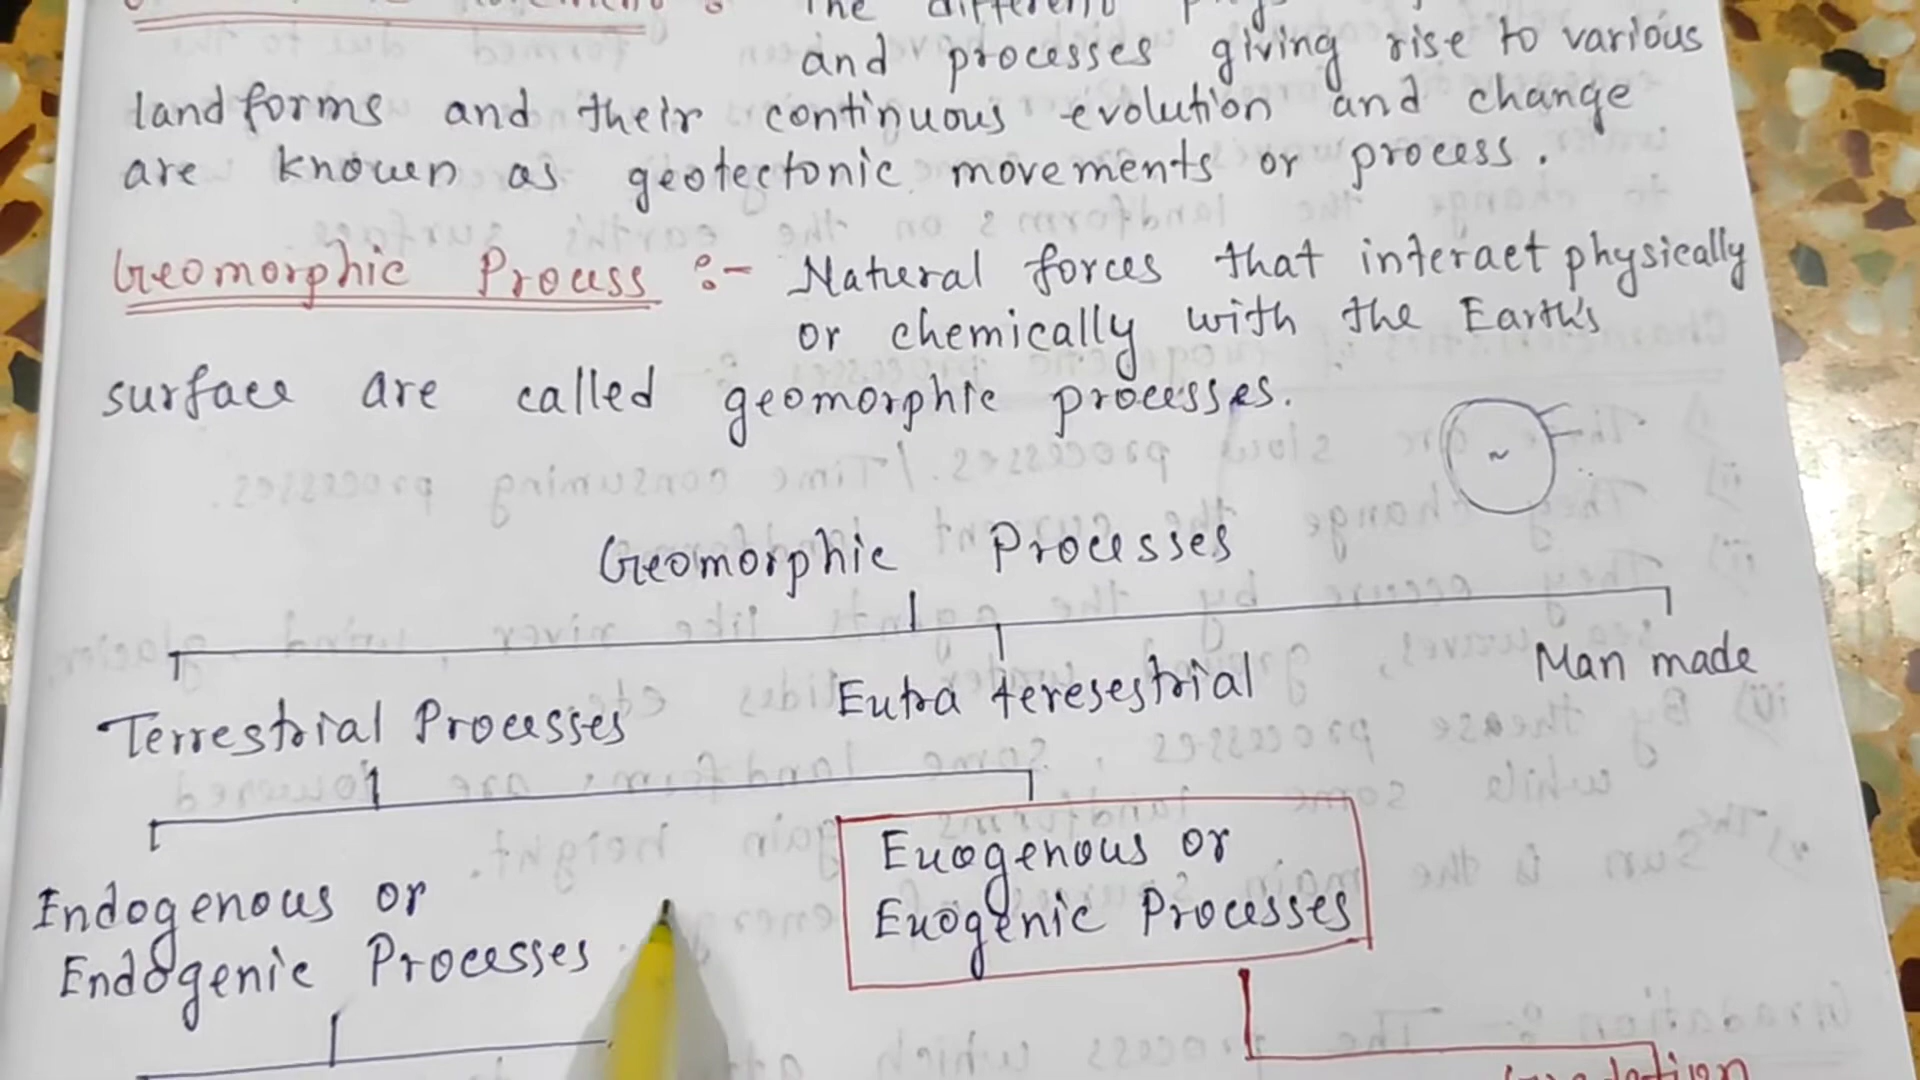 The different
and processes giving rise to various
landforms and their continuous evolution and change
are known as geotectonic movements or process.
Geomorphic Process :- Natural forces that interact physically
or chemically with the Earth's
surface are called geomorphic processes.
Geomorphic Processes
Terrestrial Processes Extra teresestrial Man made
Endogenous or
Endogenic Processes
Exogenous or
Exogenic Processes